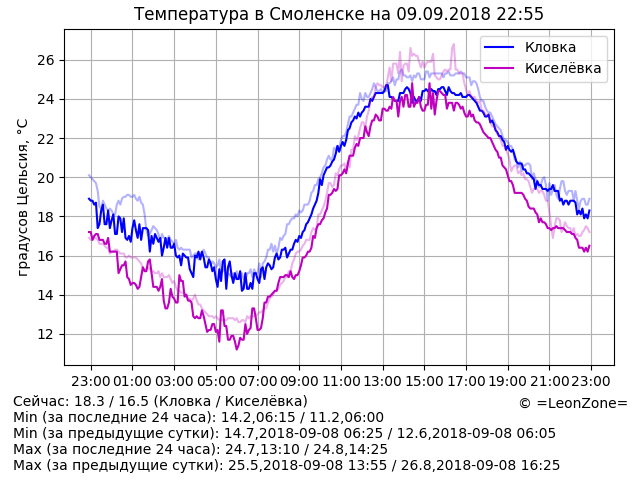 Температура в Смоленске на 09.09.2018 22:55
градусов Цельсия, °C
26
24
22
20
18
16
14
12
Кловка
Киселёвка
23:00 01:00 03:00 05:00 07:00 09:00 11:00 13:00 15:00 17:00 19:00 21:00 23:00
Сейчас: 18.3 / 16.5 (Кловка / Киселёвка)
© =LeonZone=
Min (за последние 24 часа): 14.2,06:15 / 11.2,06:00
Min (за предыдущие сутки): 14.7,2018-09-08 06:25 / 12.6,2018-09-08 06:05
Max (за последние 24 часа): 24.7,13:10 / 24.8,14:25
Max (за предыдущие сутки): 25.5,2018-09-08 13:55 / 26.8,2018-09-08 16:25